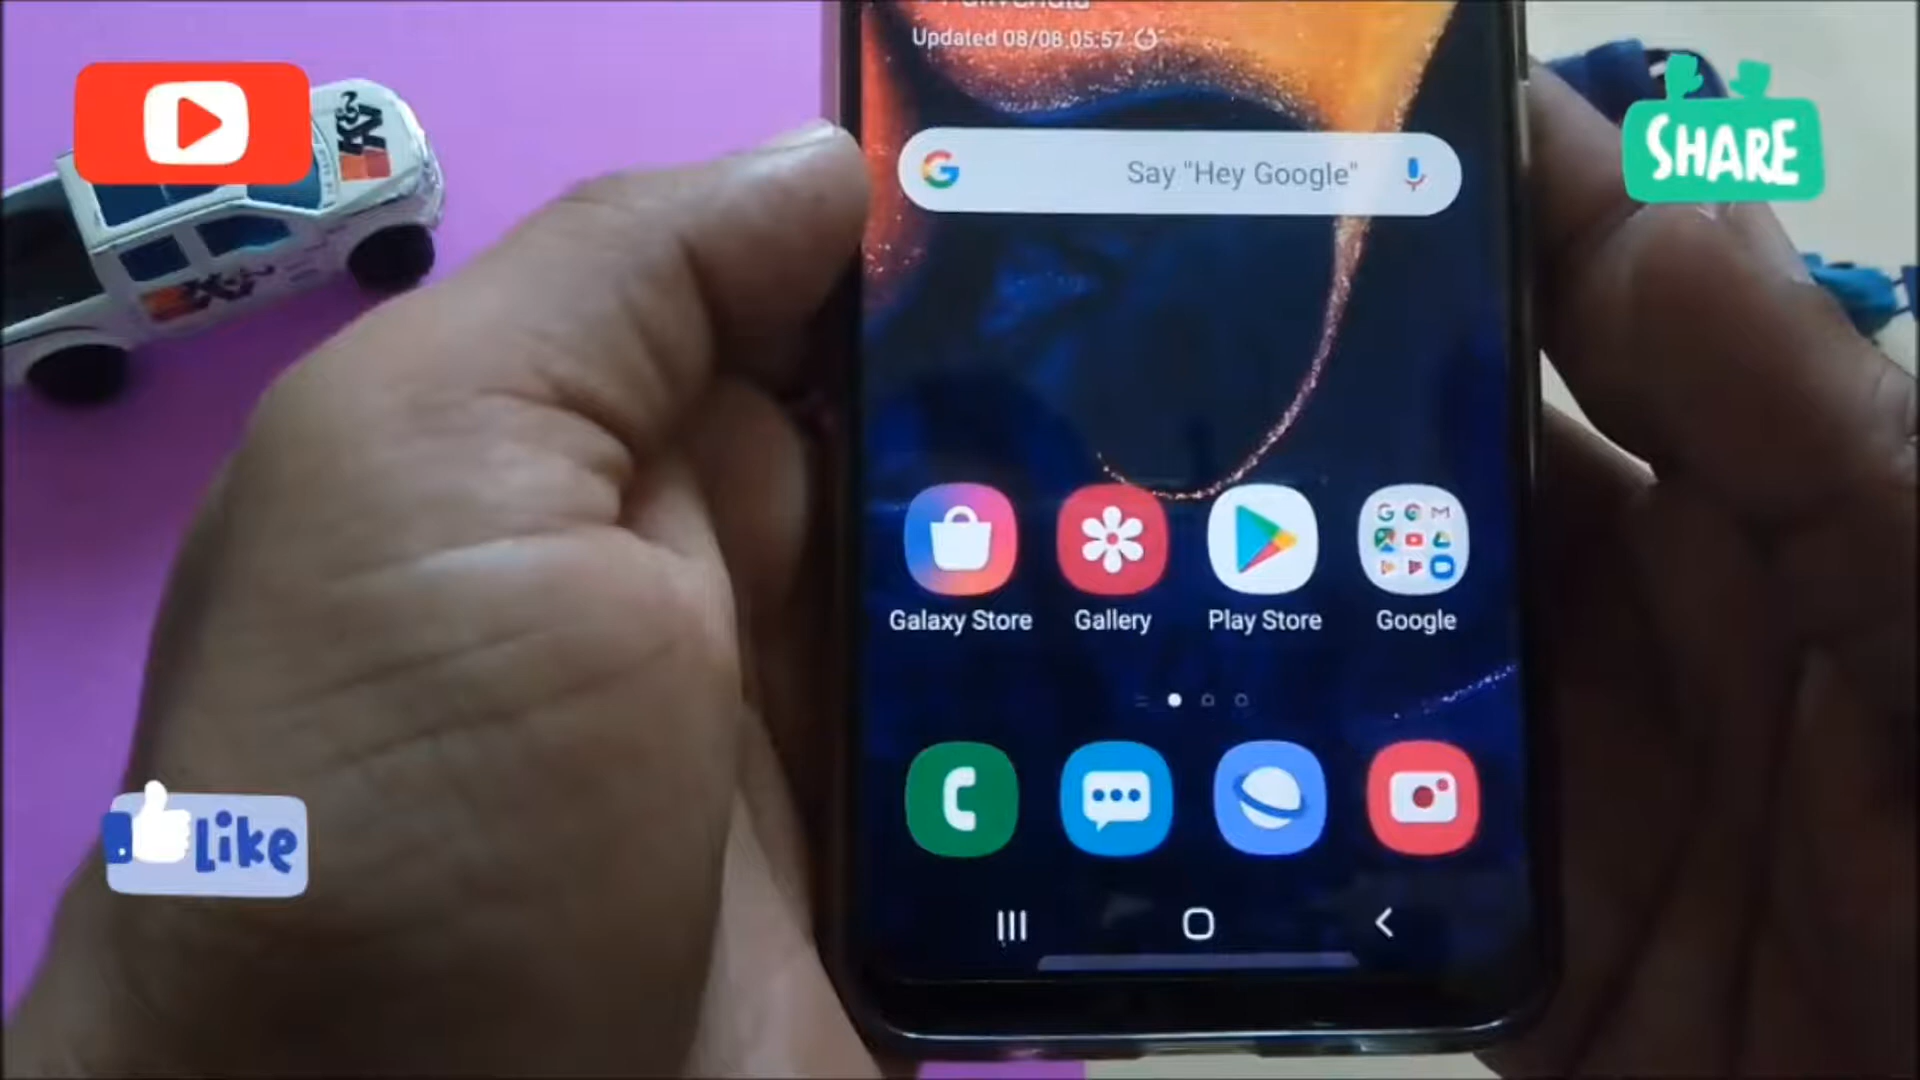 Updated 08/08 05:57
Say "Hey Google"
SHARE
Galaxy Store
Gallery
Play Store
Google
Like